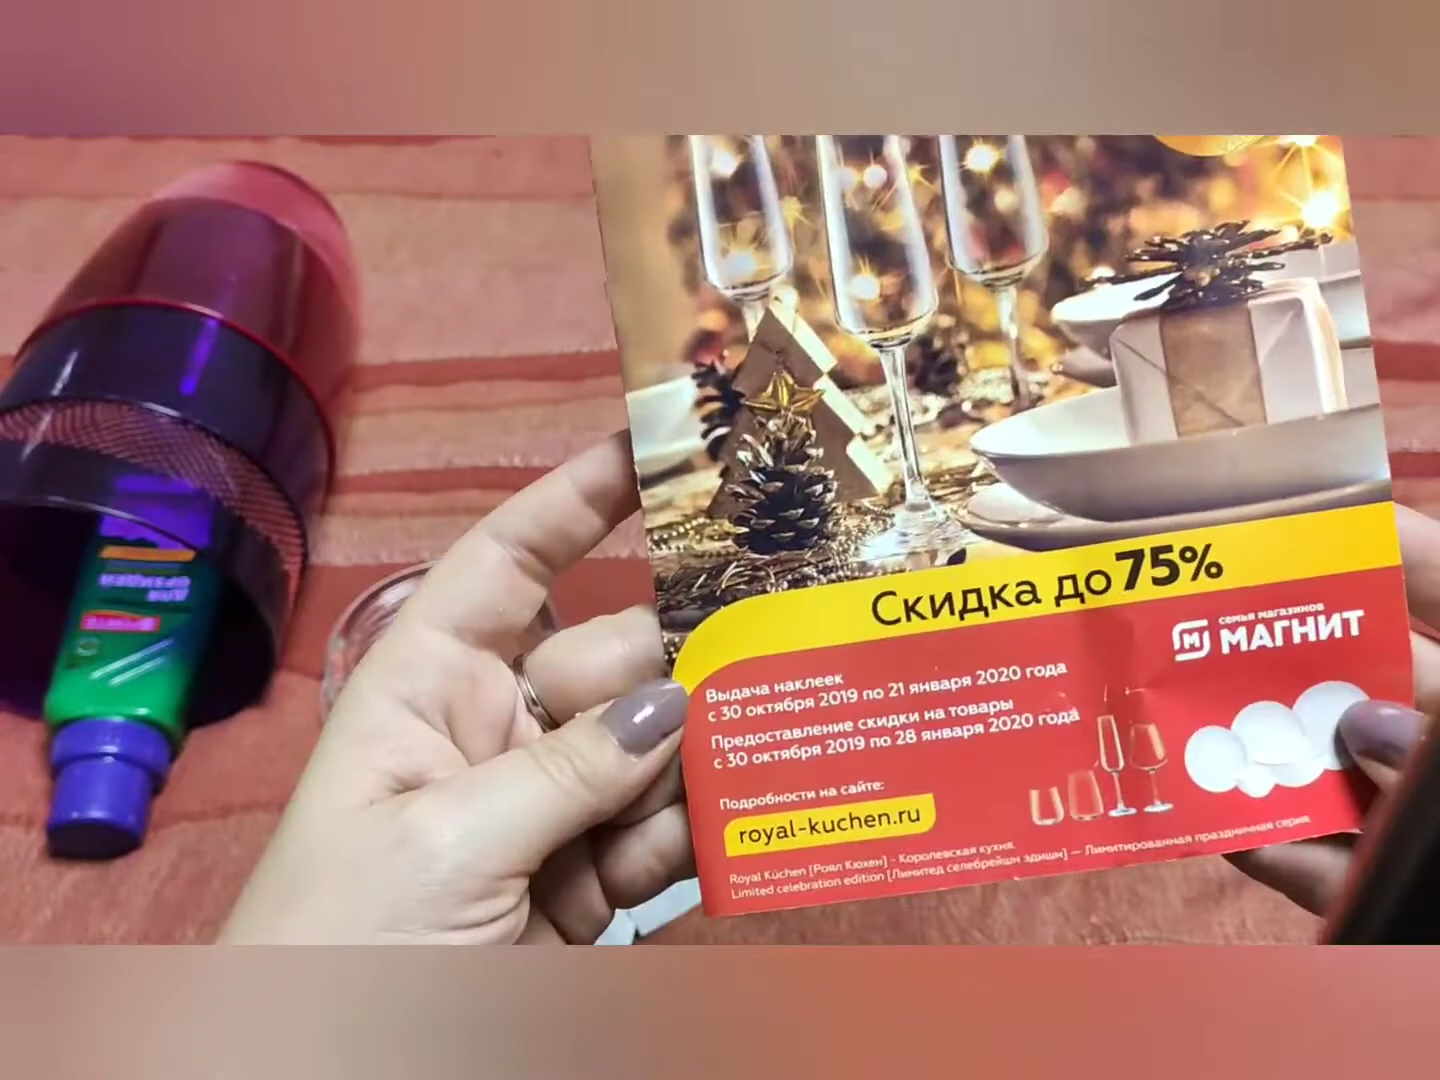 Скидка до 75%
семья магазинов
МАГНИТ
Выдача наклеек
с 30 октября 2019 по 21 января 2020 года
Предоставление скидки на товары
с 30 октября 2019 по 28 января 2020 года
Подробности на сайте:
royal-kuchen.ru
Royal Küchen [Роял Кюхен] - Королевская кухня.
Limited celebration edition [Лимитед селебрейшн эдишн] — Лимитированная праздничная серия